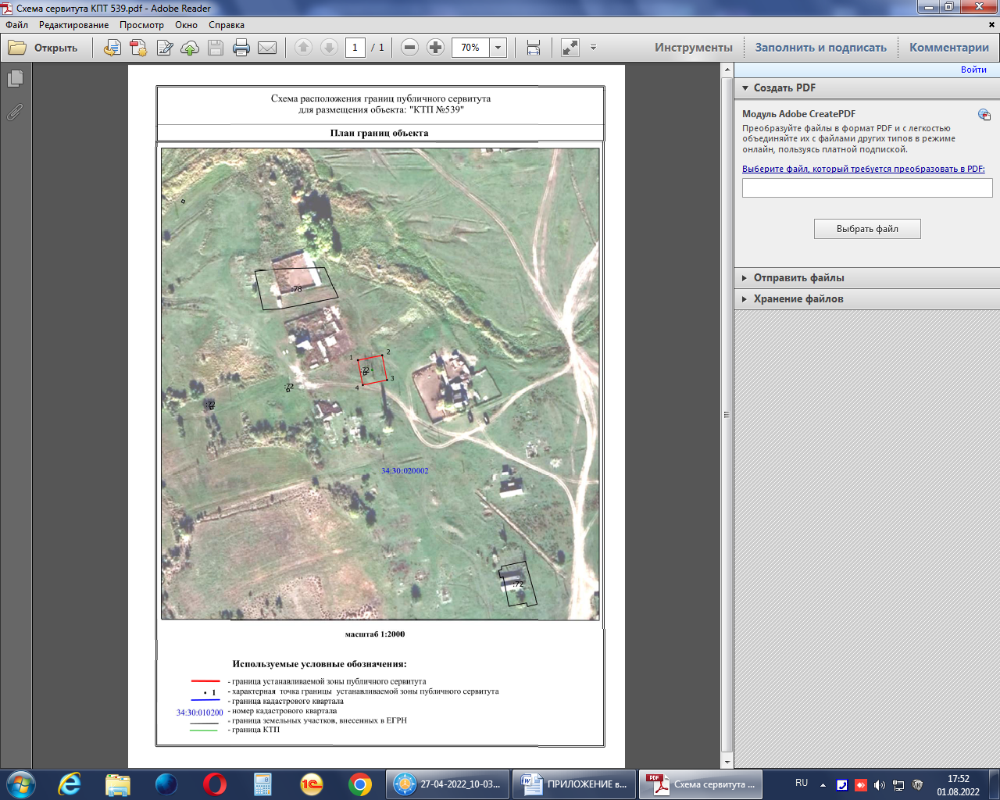 Схема сервитута КПТ 539.pdf - Adobe Reader
Файл Редактирование Просмотр Окно Справка
Открыть 1 / 1 70% Инструменты Заполнить и подписать Комментарии
Войти
Создать PDF
Модуль Adobe CreatePDF
Преобразуйте файлы в формат PDF и с легкостью
объединяйте их с файлами других типов в режиме
онлайн, пользуясь платной подпиской.
Выберите файл, который требуется преобразовать в PDF:
Выбрать файл
Отправить файлы
Хранение файлов
Схема расположения границ публичного сервитута
для размещения объекта: "КТП №539"
План границ объекта
:78
1
2
:72
3
4
:72
:72
34:30:020002
:72
масштаб 1:2000
Используемые условные обозначения:
- граница устанавливаемой зоны публичного сервитута
• 1 - характерная точка границы устанавливаемой зоны публичного сервитута
- граница кадастрового квартала
34:30:010200 - номер кадастрового квартала
- граница земельных участков, внесенных в ЕГРН
- граница КТП
27-04-2022_10-03... ПРИЛОЖЕНИЕ в... Схема сервитута ... RU 17:52
01.08.2022